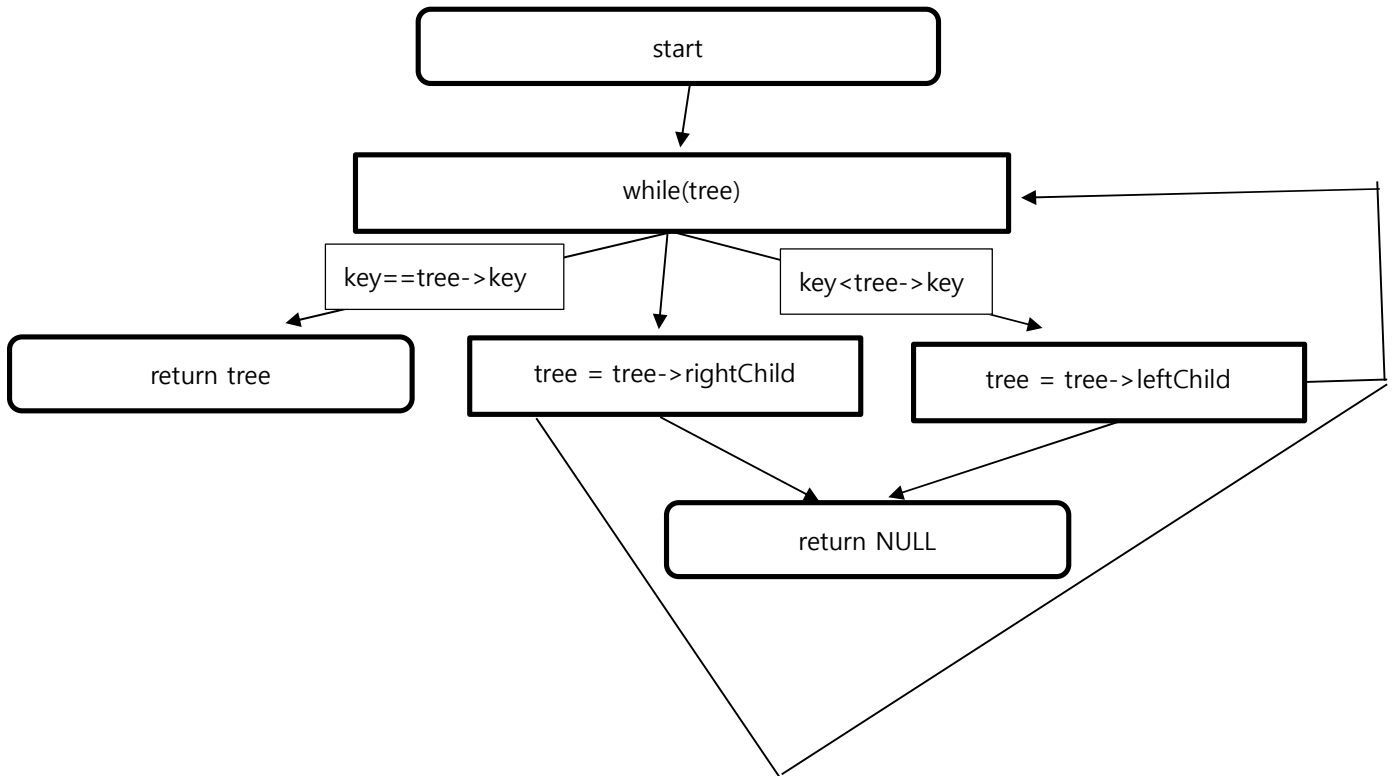 start
while(tree)
key==tree->key
key<tree->key
return tree
tree = tree->rightChild
tree = tree->leftChild
return NULL